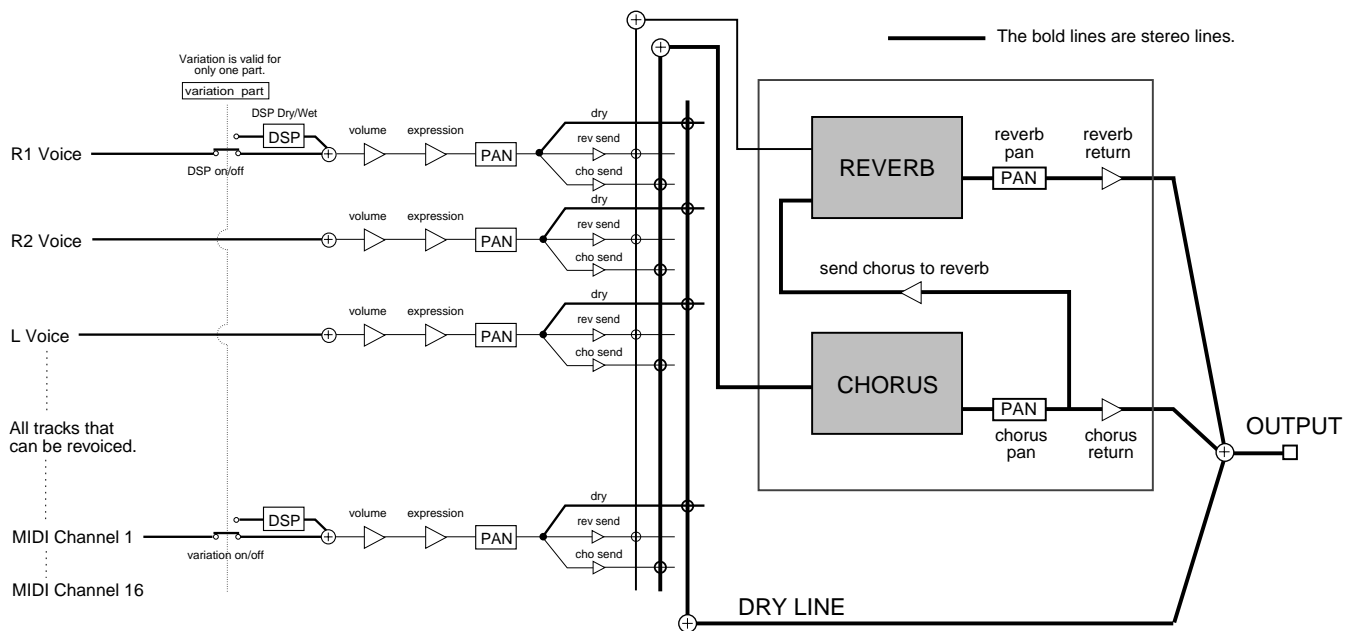 The bold lines are stereo lines.
Variation is valid for
only one part.
variation part
DSP Dry/Wet
DSP
volume
expression
PAN
dry
rev send
cho send
R1 Voice
DSP on/off
R2 Voice
volume
expression
PAN
dry
rev send
cho send
L Voice
volume
expression
PAN
dry
rev send
cho send
All tracks that
can be revoiced.
MIDI Channel 1
DSP
variation on/off
volume
expression
PAN
dry
rev send
cho send
MIDI Channel 16
REVERB
reverb
pan
PAN
reverb
return
send chorus to reverb
CHORUS
PAN
chorus
pan
chorus
return
OUTPUT
DRY LINE